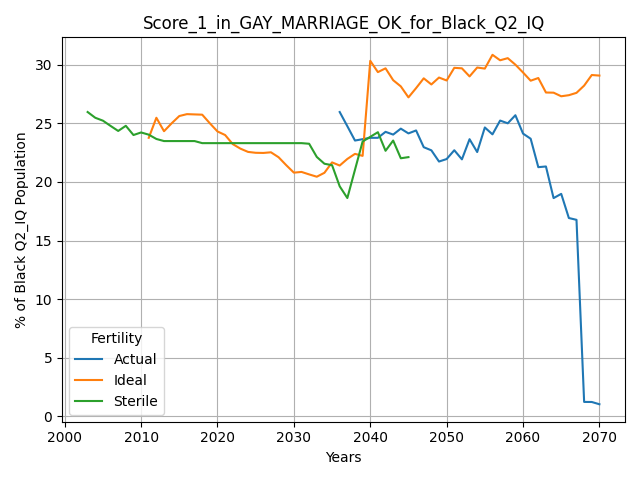 Score_1_in_GAY_MARRIAGE_OK_for_Black_Q2_IQ
% of Black Q2_IQ Population
30
25
20
15
10
5
0
Fertility
Actual
Ideal
Sterile
2000 2010 2020 2030 2040 2050 2060 2070
Years